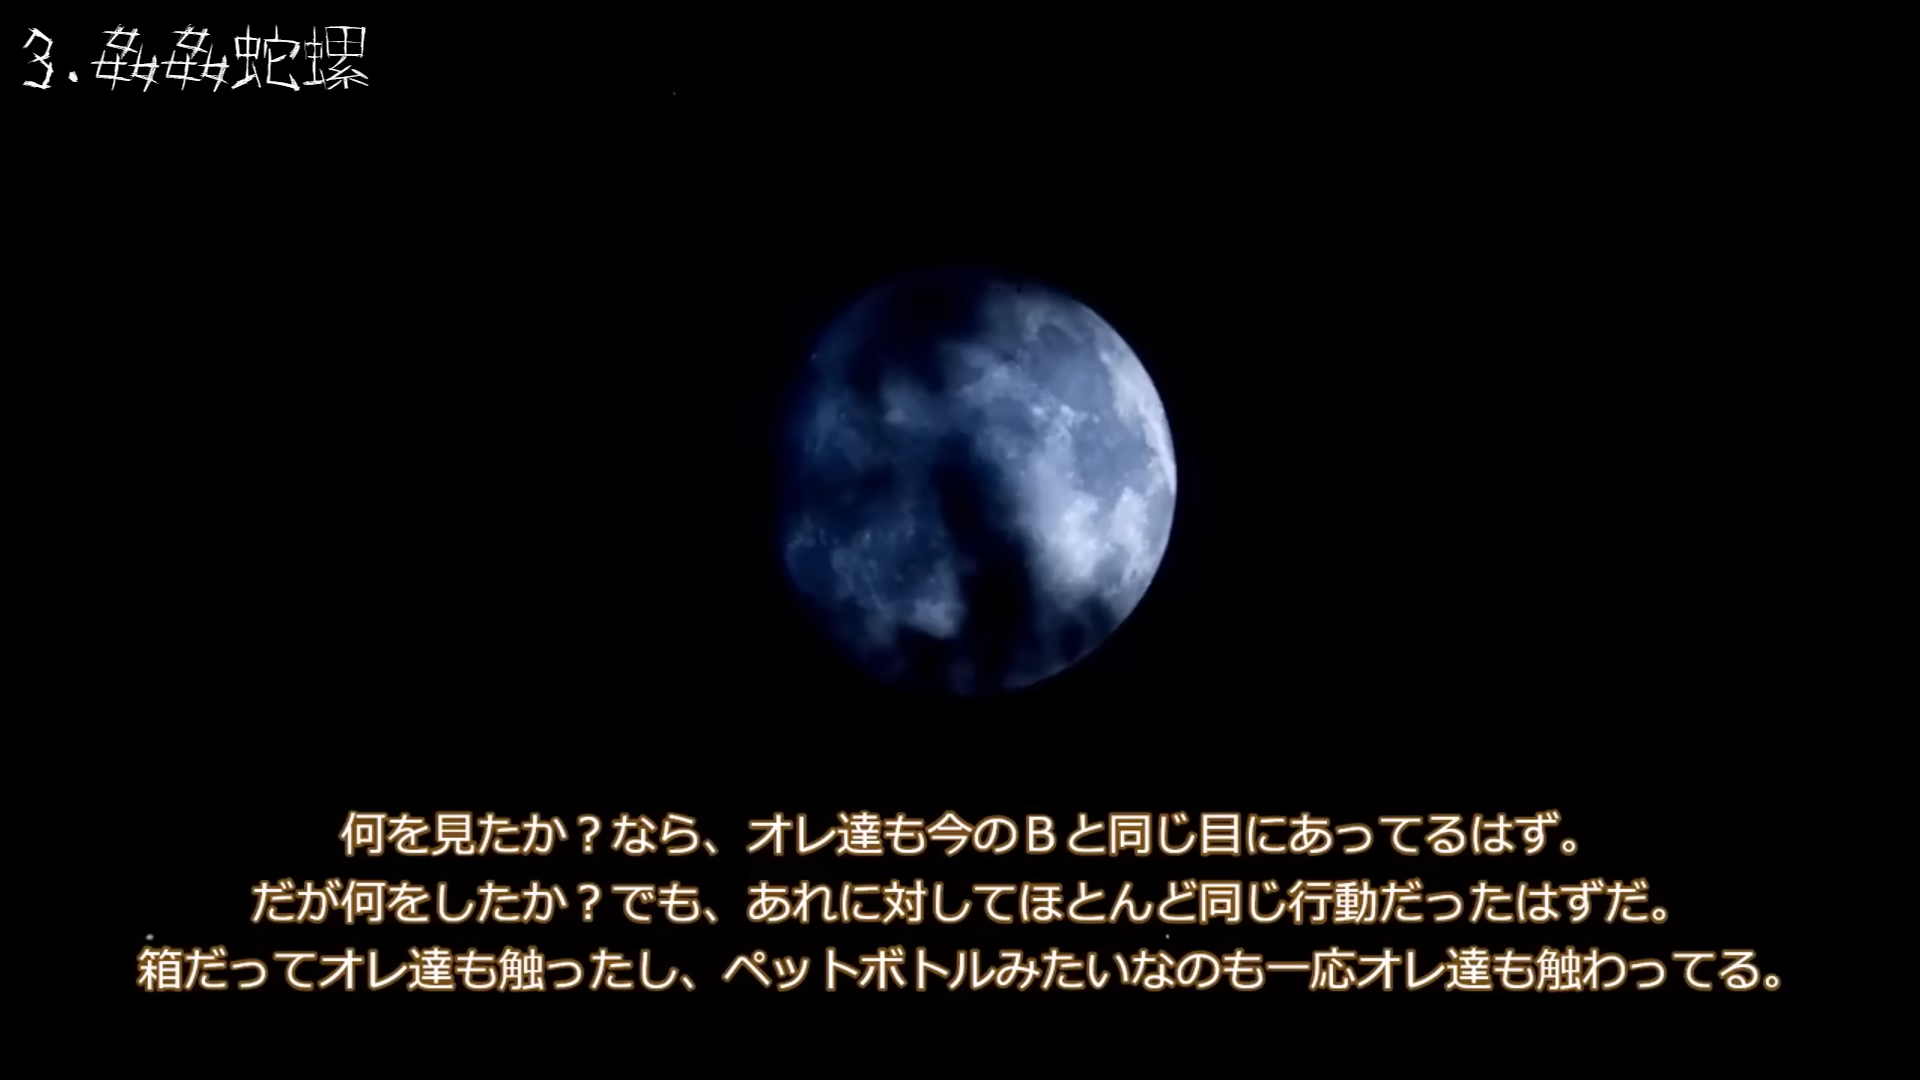 3.姦姦蛇螺
何を見たか？なら、オレ達も今のＢと同じ目にあってるはず。
だが何をしたか？でも、あれに対してほとんど同じ行動だったはずだ。
箱だってオレ達も触ったし、ペットボトルみたいなのも一応オレ達も触わってる。